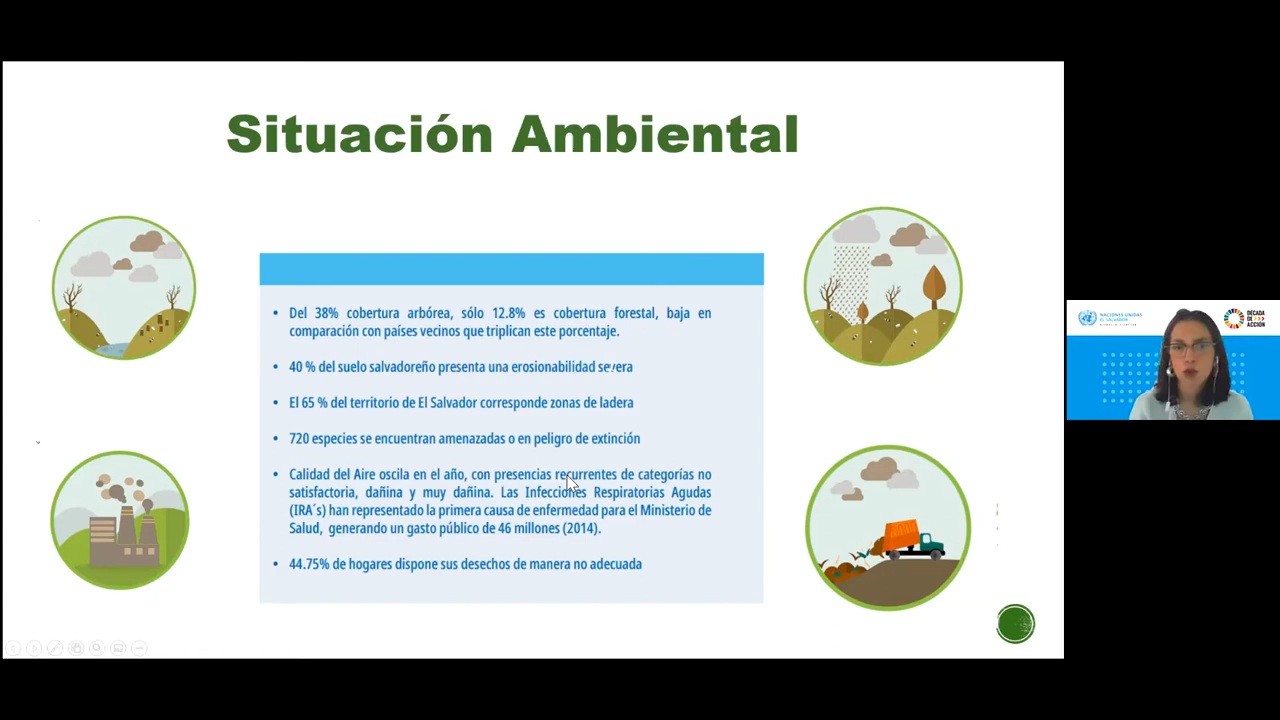 Situación Ambiental
• Del 38% cobertura arbórea, sólo 12.8% es cobertura forestal, baja en
comparación con países vecinos que triplican este porcentaje.
• 40 % del suelo salvadoreño presenta una erosionabilidad severa
• El 65 % del territorio de El Salvador corresponde zonas de ladera
• 720 especies se encuentran amenazadas o en peligro de extinción
• Calidad del Aire oscila en el año, con presencias recurrentes de categorías no
satisfactoria, dañina y muy dañina. Las Infecciones Respiratorias Agudas
(IRA´s) han representado la primera causa de enfermedad para el Ministerio de
Salud, generando un gasto público de 46 millones (2014).
• 44.75% de hogares dispone sus desechos de manera no adecuada
NACIONES UNIDAS
EL SALVADOR
DÉCADA
DE
ACCIÓN